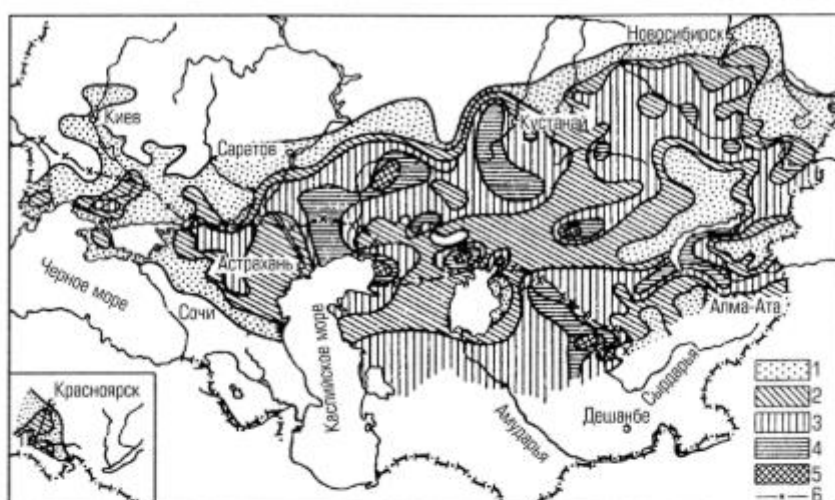 Новосибирск
Киев
Кустанай
Саратов
Астрахань
Черное море
Сочи
Алма-Ата
Каспийское море
Сырдарья
Амударья
Дешанбе
Красноярск
1
2
3
4
5
6